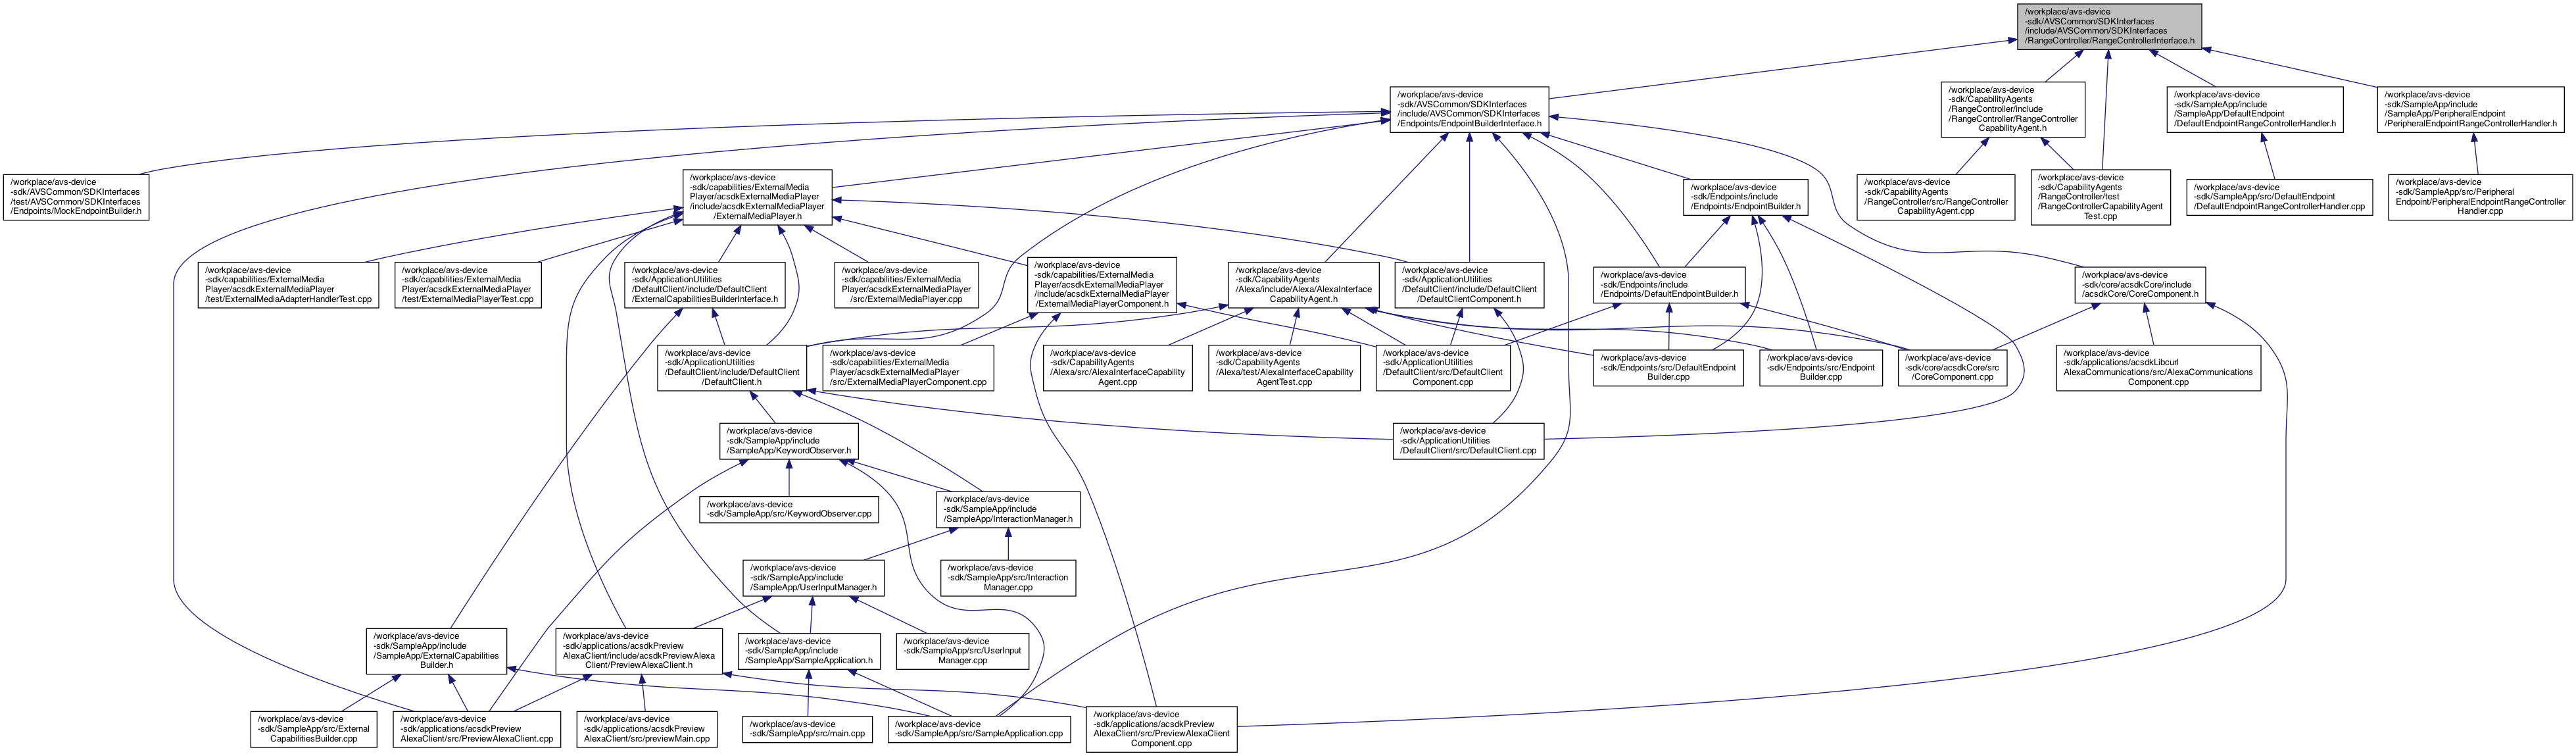 /workplace/avs-device
-sdk/AVSCommon/SDKInterfaces
/include/AVSCommon/SDKInterfaces
/RangeController/RangeControllerInterface.h
/workplace/avs-device
-sdk/AVSCommon/SDKInterfaces
/include/AVSCommon/SDKInterfaces
/Endpoints/EndpointBuilderInterface.h
/workplace/avs-device
-sdk/CapabilityAgents
/RangeController/include
/RangeController/RangeController
CapabilityAgent.h
/workplace/avs-device
-sdk/SampleApp/include
/SampleApp/DefaultEndpoint
/DefaultEndpointRangeControllerHandler.h
/workplace/avs-device
-sdk/SampleApp/include
/SampleApp/PeripheralEndpoint
/PeripheralEndpointRangeControllerHandler.h
/workplace/avs-device
-sdk/AVSCommon/SDKInterfaces
/test/AVSCommon/SDKInterfaces
/Endpoints/MockEndpointBuilder.h
/workplace/avs-device
-sdk/capabilities/ExternalMedia
Player/acsdkExternalMediaPlayer
/include/acsdkExternalMediaPlayer
/ExternalMediaPlayer.h
/workplace/avs-device
-sdk/Endpoints/include
/Endpoints/EndpointBuilder.h
/workplace/avs-device
-sdk/CapabilityAgents
/RangeController/src/RangeController
CapabilityAgent.cpp
/workplace/avs-device
-sdk/CapabilityAgents
/RangeController/test
/RangeControllerCapabilityAgent
Test.cpp
/workplace/avs-device
-sdk/SampleApp/src/DefaultEndpoint
/DefaultEndpointRangeControllerHandler.cpp
/workplace/avs-device
-sdk/SampleApp/src/Peripheral
Endpoint/PeripheralEndpointRangeController
Handler.cpp
/workplace/avs-device
-sdk/capabilities/ExternalMedia
Player/acsdkExternalMediaPlayer
/test/ExternalMediaAdapterHandlerTest.cpp
/workplace/avs-device
-sdk/capabilities/ExternalMedia
Player/acsdkExternalMediaPlayer
/test/ExternalMediaPlayerTest.cpp
/workplace/avs-device
-sdk/ApplicationUtilities
/DefaultClient/include/DefaultClient
/ExternalCapabilitiesBuilderInterface.h
/workplace/avs-device
-sdk/capabilities/ExternalMedia
Player/acsdkExternalMediaPlayer
/src/ExternalMediaPlayer.cpp
/workplace/avs-device
-sdk/capabilities/ExternalMedia
Player/acsdkExternalMediaPlayer
/include/acsdkExternalMediaPlayer
/ExternalMediaPlayerComponent.h
/workplace/avs-device
-sdk/CapabilityAgents
/Alexa/include/Alexa/AlexaInterface
CapabilityAgent.h
/workplace/avs-device
-sdk/ApplicationUtilities
/DefaultClient/include/DefaultClient
/DefaultClientComponent.h
/workplace/avs-device
-sdk/Endpoints/include
/Endpoints/DefaultEndpointBuilder.h
/workplace/avs-device
-sdk/core/acsdkCore/include
/acsdkCore/CoreComponent.h
/workplace/avs-device
-sdk/ApplicationUtilities
/DefaultClient/include/DefaultClient
/DefaultClient.h
/workplace/avs-device
-sdk/capabilities/ExternalMedia
Player/acsdkExternalMediaPlayer
/src/ExternalMediaPlayerComponent.cpp
/workplace/avs-device
-sdk/CapabilityAgents
/Alexa/src/AlexaInterfaceCapability
Agent.cpp
/workplace/avs-device
-sdk/CapabilityAgents
/Alexa/test/AlexaInterfaceCapability
AgentTest.cpp
/workplace/avs-device
-sdk/ApplicationUtilities
/DefaultClient/src/DefaultClient
Component.cpp
/workplace/avs-device
-sdk/Endpoints/src/DefaultEndpoint
Builder.cpp
/workplace/avs-device
-sdk/Endpoints/src/Endpoint
Builder.cpp
/workplace/avs-device
-sdk/core/acsdkCore/src
/CoreComponent.cpp
/workplace/avs-device
-sdk/applications/acsdkLibcurl
AlexaCommunications/src/AlexaCommunications
Component.cpp
/workplace/avs-device
-sdk/SampleApp/include
/SampleApp/KeywordObserver.h
/workplace/avs-device
-sdk/ApplicationUtilities
/DefaultClient/src/DefaultClient.cpp
/workplace/avs-device
-sdk/SampleApp/src/KeywordObserver.cpp
/workplace/avs-device
-sdk/SampleApp/include
/SampleApp/InteractionManager.h
/workplace/avs-device
-sdk/SampleApp/include
/SampleApp/UserInputManager.h
/workplace/avs-device
-sdk/SampleApp/src/Interaction
Manager.cpp
/workplace/avs-device
-sdk/SampleApp/include
/SampleApp/ExternalCapabilities
Builder.h
/workplace/avs-device
-sdk/applications/acsdkPreview
AlexaClient/include/acsdkPreviewAlexa
Client/PreviewAlexaClient.h
/workplace/avs-device
-sdk/SampleApp/include
/SampleApp/SampleApplication.h
/workplace/avs-device
-sdk/SampleApp/src/UserInput
Manager.cpp
/workplace/avs-device
-sdk/SampleApp/src/External
CapabilitiesBuilder.cpp
/workplace/avs-device
-sdk/applications/acsdkPreview
AlexaClient/src/PreviewAlexaClient.cpp
/workplace/avs-device
-sdk/applications/acsdkPreview
AlexaClient/src/previewMain.cpp
/workplace/avs-device
-sdk/SampleApp/src/main.cpp
/workplace/avs-device
-sdk/SampleApp/src/SampleApplication.cpp
/workplace/avs-device
-sdk/applications/acsdkPreview
AlexaClient/src/PreviewAlexaClient
Component.cpp